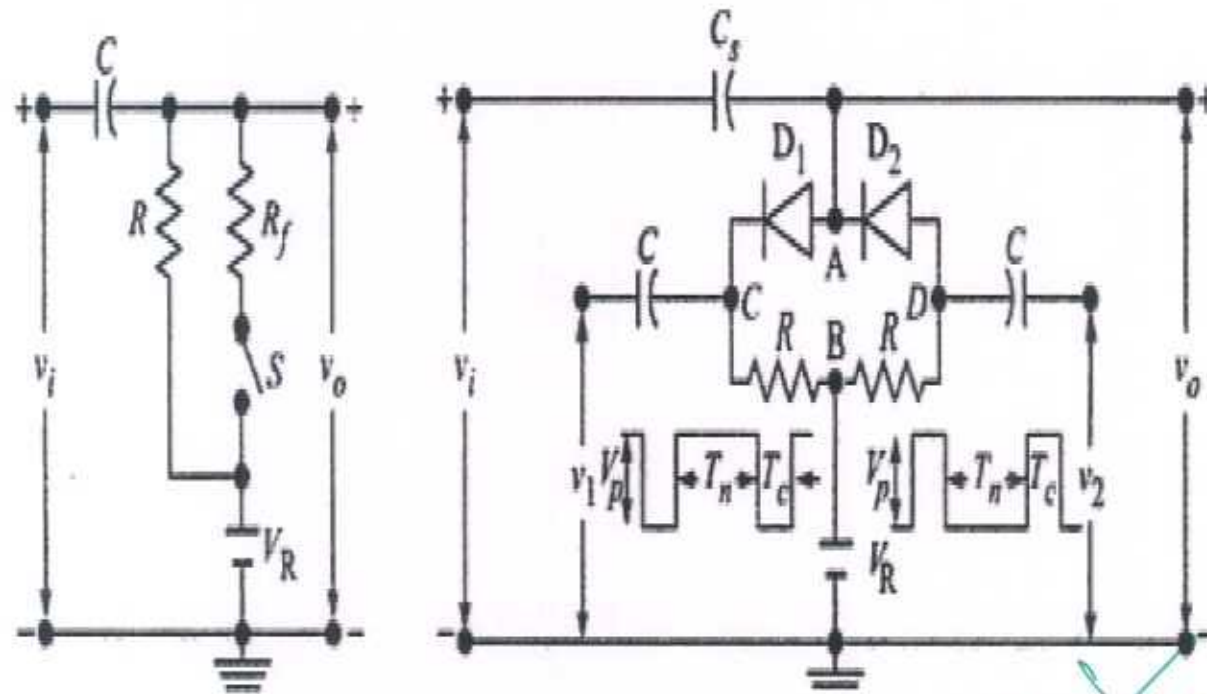 C
+ +
R
R_f
v_i
S
v_o
V_R
- -
C_s
+ +
D_1 D_2
A
C C
C D
R B R
v_i v_o
v_1 V_p T_n T_c
V_p T_n T_c v_2
V_R
- -